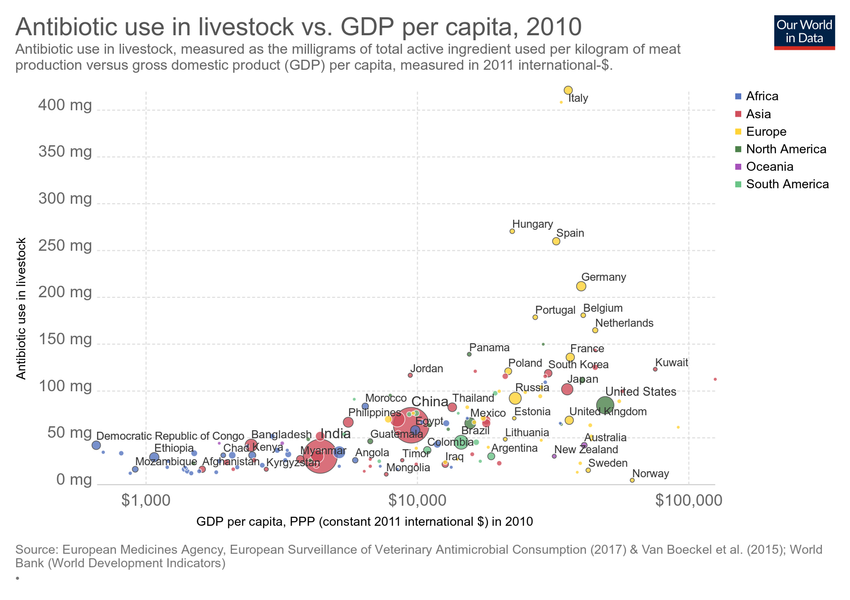 Antibiotic use in livestock vs. GDP per capita, 2010
Our World
in Data
Antibiotic use in livestock, measured as the milligrams of total active ingredient used per kilogram of meat
production versus gross domestic product (GDP) per capita, measured in 2011 international-$.
Africa
Asia
Europe
North America
Oceania
South America
Antibiotic use in livestock
400 mg
350 mg
300 mg
250 mg
200 mg
150 mg
100 mg
50 mg
0 mg
Italy
Hungary
Spain
Germany
Portugal
Belgium
Netherlands
Panama
France
Jordan
Poland
South Korea
Kuwait
Japan
Morocco
China
Thailand
Russia
United States
Philippines
Egypt
Mexico
Estonia
United Kingdom
Democratic Republic of Congo
Bangladesh
India
Guatemala
Brazil
Lithuania
Australia
Ethiopia
Chad
Kenya
Myanmar
Angola
Colombia
Timor
Iraq
Argentina
New Zealand
Mozambique
Afghanistan
Kyrgyzstan
Mongolia
Sweden
Norway
$1,000
$10,000
$100,000
GDP per capita, PPP (constant 2011 international $) in 2010
Source: European Medicines Agency, European Surveillance of Veterinary Antimicrobial Consumption (2017) & Van Boeckel et al. (2015); World
Bank (World Development Indicators)
•